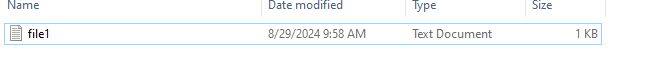 Name Date modified Type Size
file1 8/29/2024 9:58 AM Text Document 1 KB